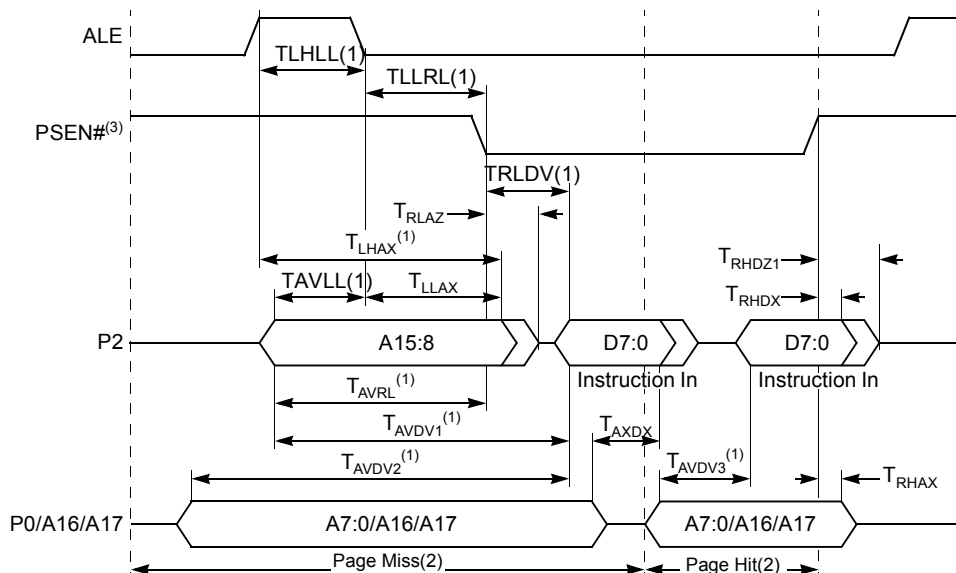 ALE
TLHLL(1)
TLLRL(1)
PSEN#(3)
TRLDV(1)
TRLAZ
TLHAX(1)
TRHDZ1
TAVLL(1)
TLLAX
TRHDX
P2
A15:8
D7:0
D7:0
Instruction In
Instruction In
TAVRL(1)
TAVDV1(1)
TAXDX
TAVDV2(1)
TAVDV3(1)
TRHAX
P0/A16/A17
A7:0/A16/A17
A7:0/A16/A17
Page Miss(2)
Page Hit(2)